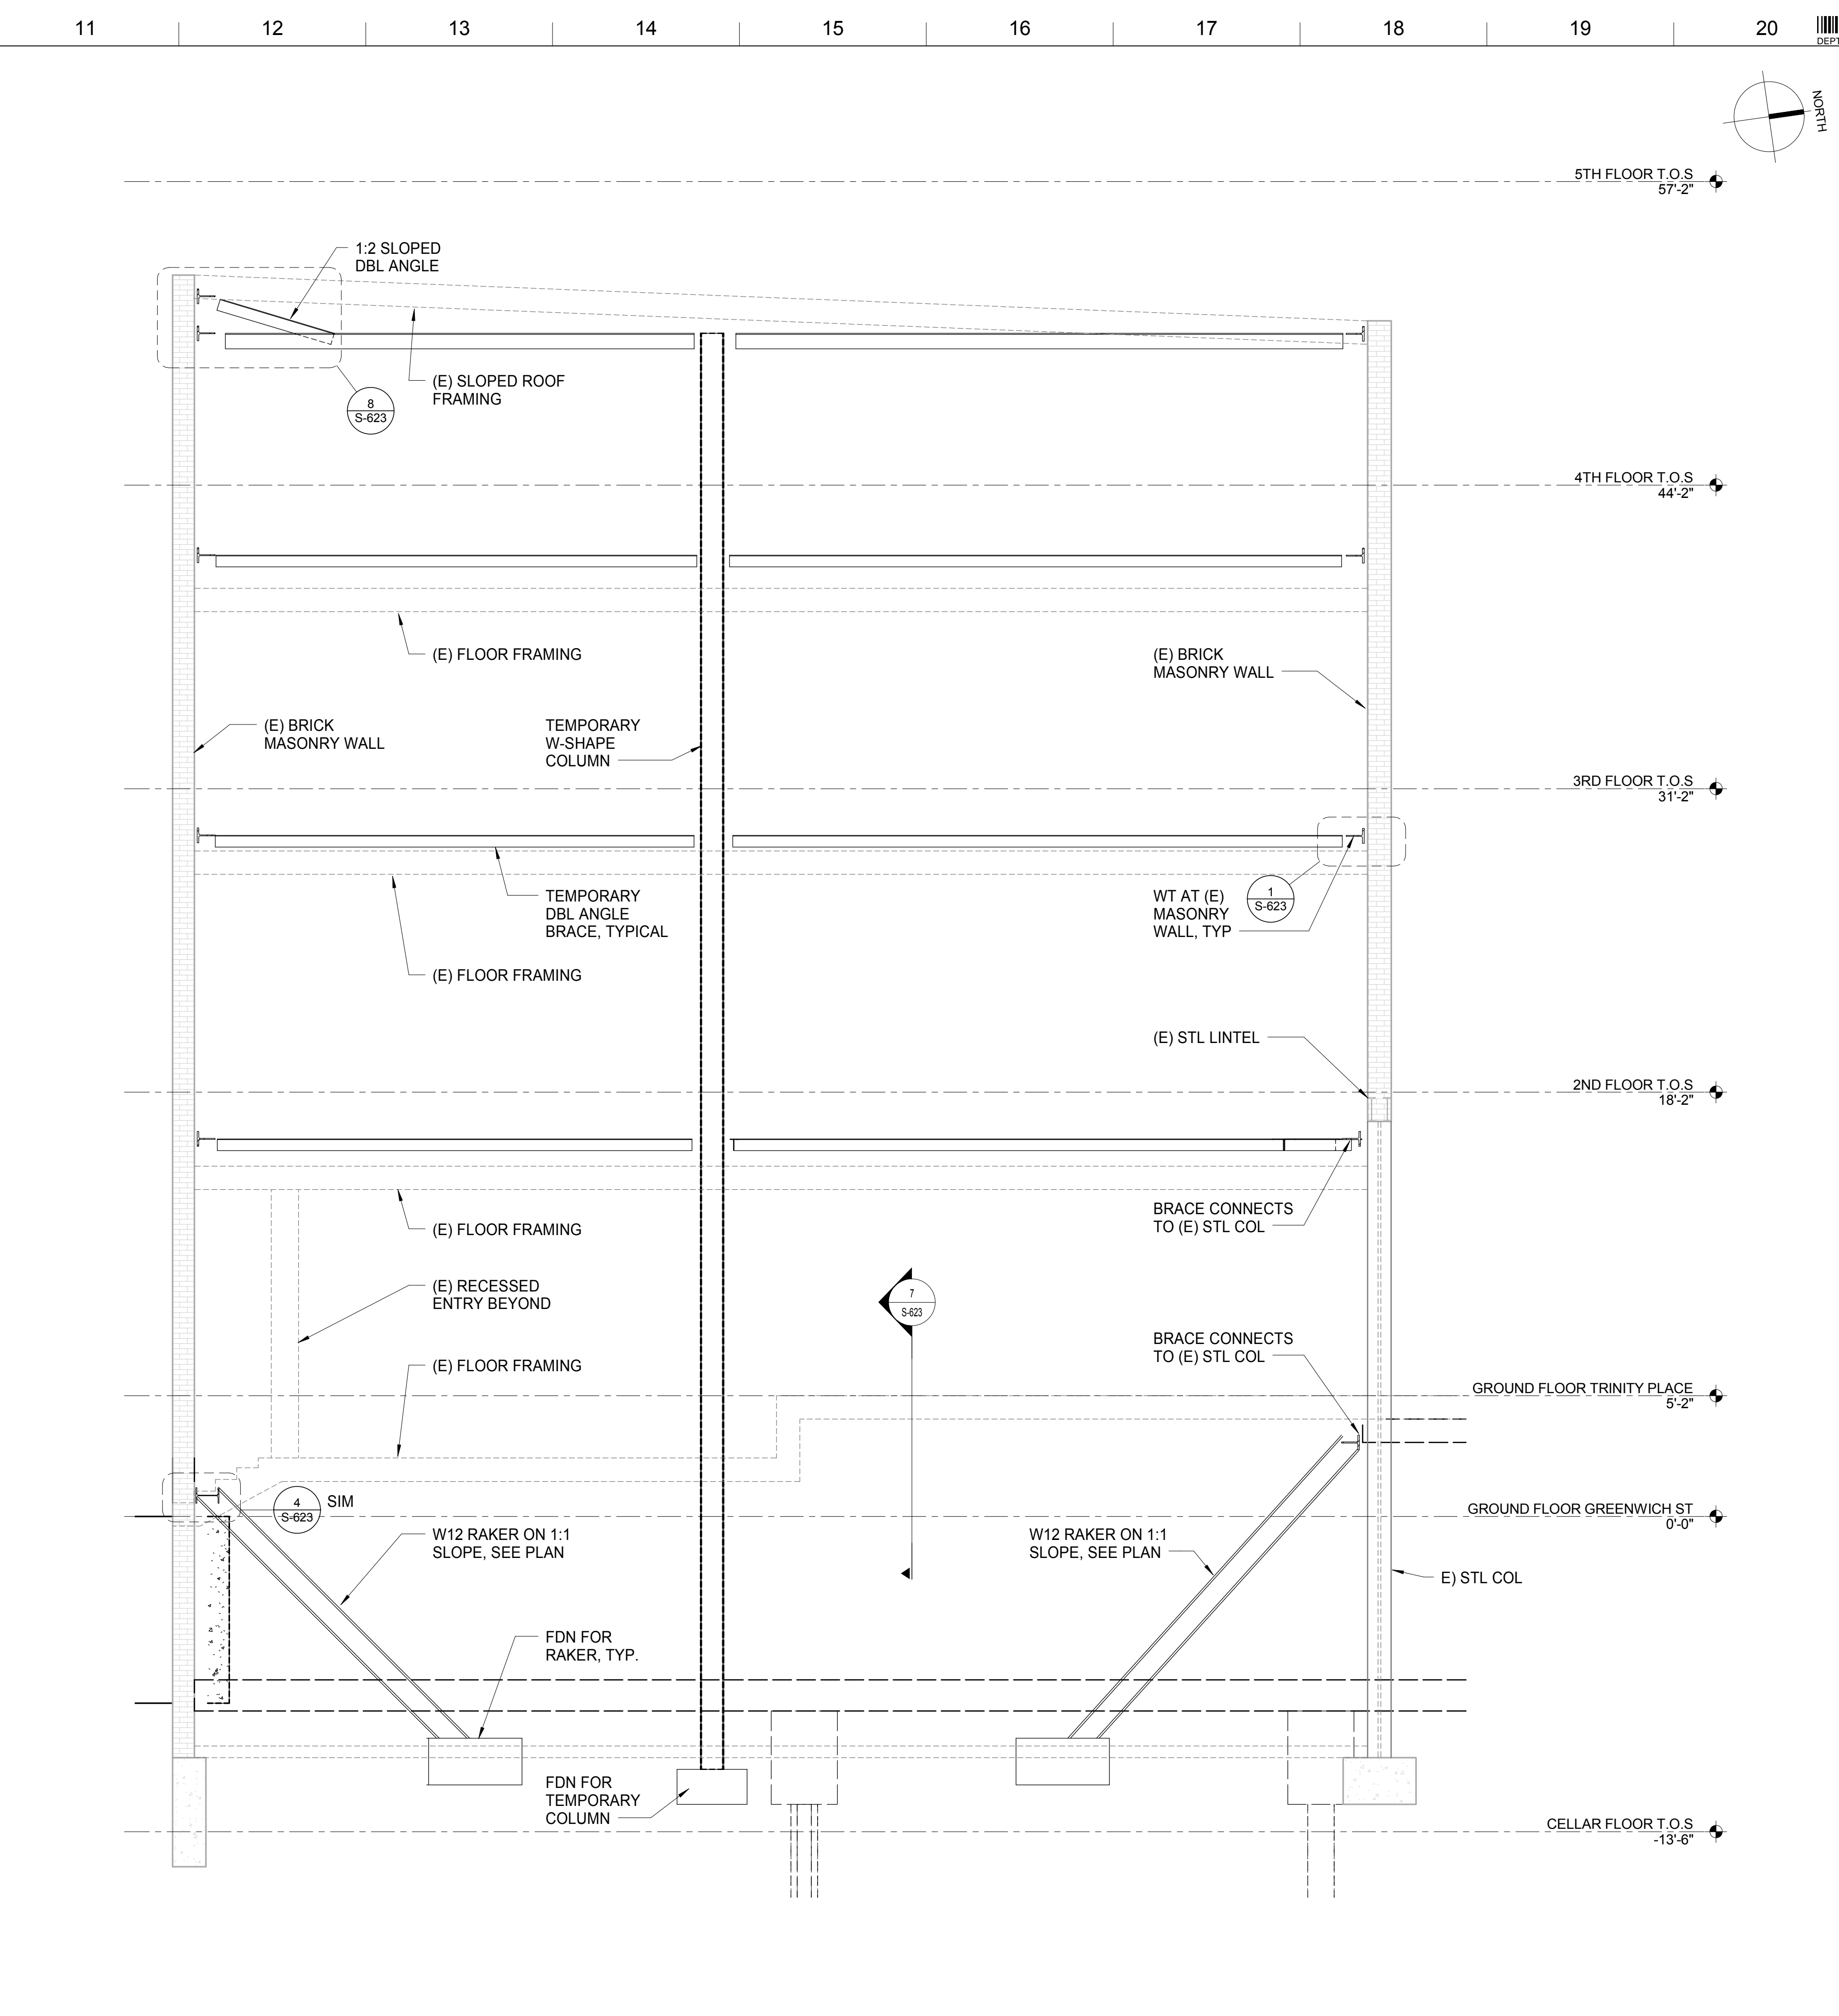 11 12 13 14 15 16 17 18 19 20
DEPT
NORTH
5TH FLOOR T.O.S
57'-2"
1:2 SLOPED
DBL ANGLE
(E) SLOPED ROOF
FRAMING
8
S-623
4TH FLOOR T.O.S
44'-2"
(E) FLOOR FRAMING
(E) BRICK
MASONRY WALL
(E) BRICK
MASONRY WALL
TEMPORARY
W-SHAPE
COLUMN
3RD FLOOR T.O.S
31'-2"
TEMPORARY
DBL ANGLE
BRACE, TYPICAL
WT AT (E)
MASONRY
WALL, TYP
1
S-623
(E) FLOOR FRAMING
(E) STL LINTEL
2ND FLOOR T.O.S
18'-2"
BRACE CONNECTS
TO (E) STL COL
(E) FLOOR FRAMING
(E) RECESSED
ENTRY BEYOND
7
S-623
BRACE CONNECTS
TO (E) STL COL
(E) FLOOR FRAMING
GROUND FLOOR TRINITY PLACE
5'-2"
4
S-623
SIM
GROUND FLOOR GREENWICH ST
0'-0"
W12 RAKER ON 1:1
SLOPE, SEE PLAN
W12 RAKER ON 1:1
SLOPE, SEE PLAN
E) STL COL
FDN FOR
RAKER, TYP.
FDN FOR
TEMPORARY
COLUMN
CELLAR FLOOR T.O.S
-13'-6"